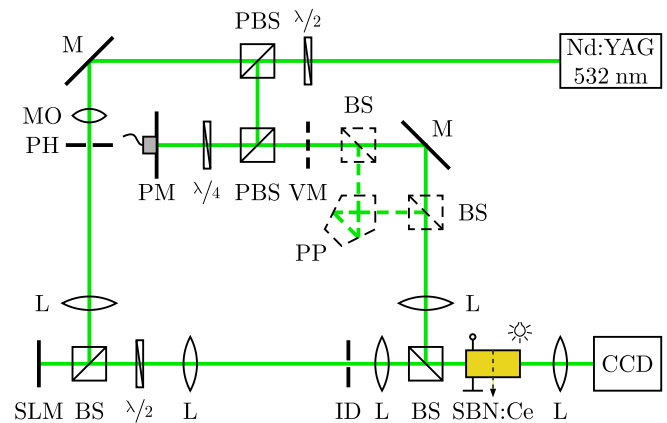 PBS λ/2
M
Nd:YAG
532 nm
MO
BS
M
PH
PM λ/4 PBS VM
BS
PP
L
L
CCD
SLM BS λ/2 L ID L BS SBN:Ce L